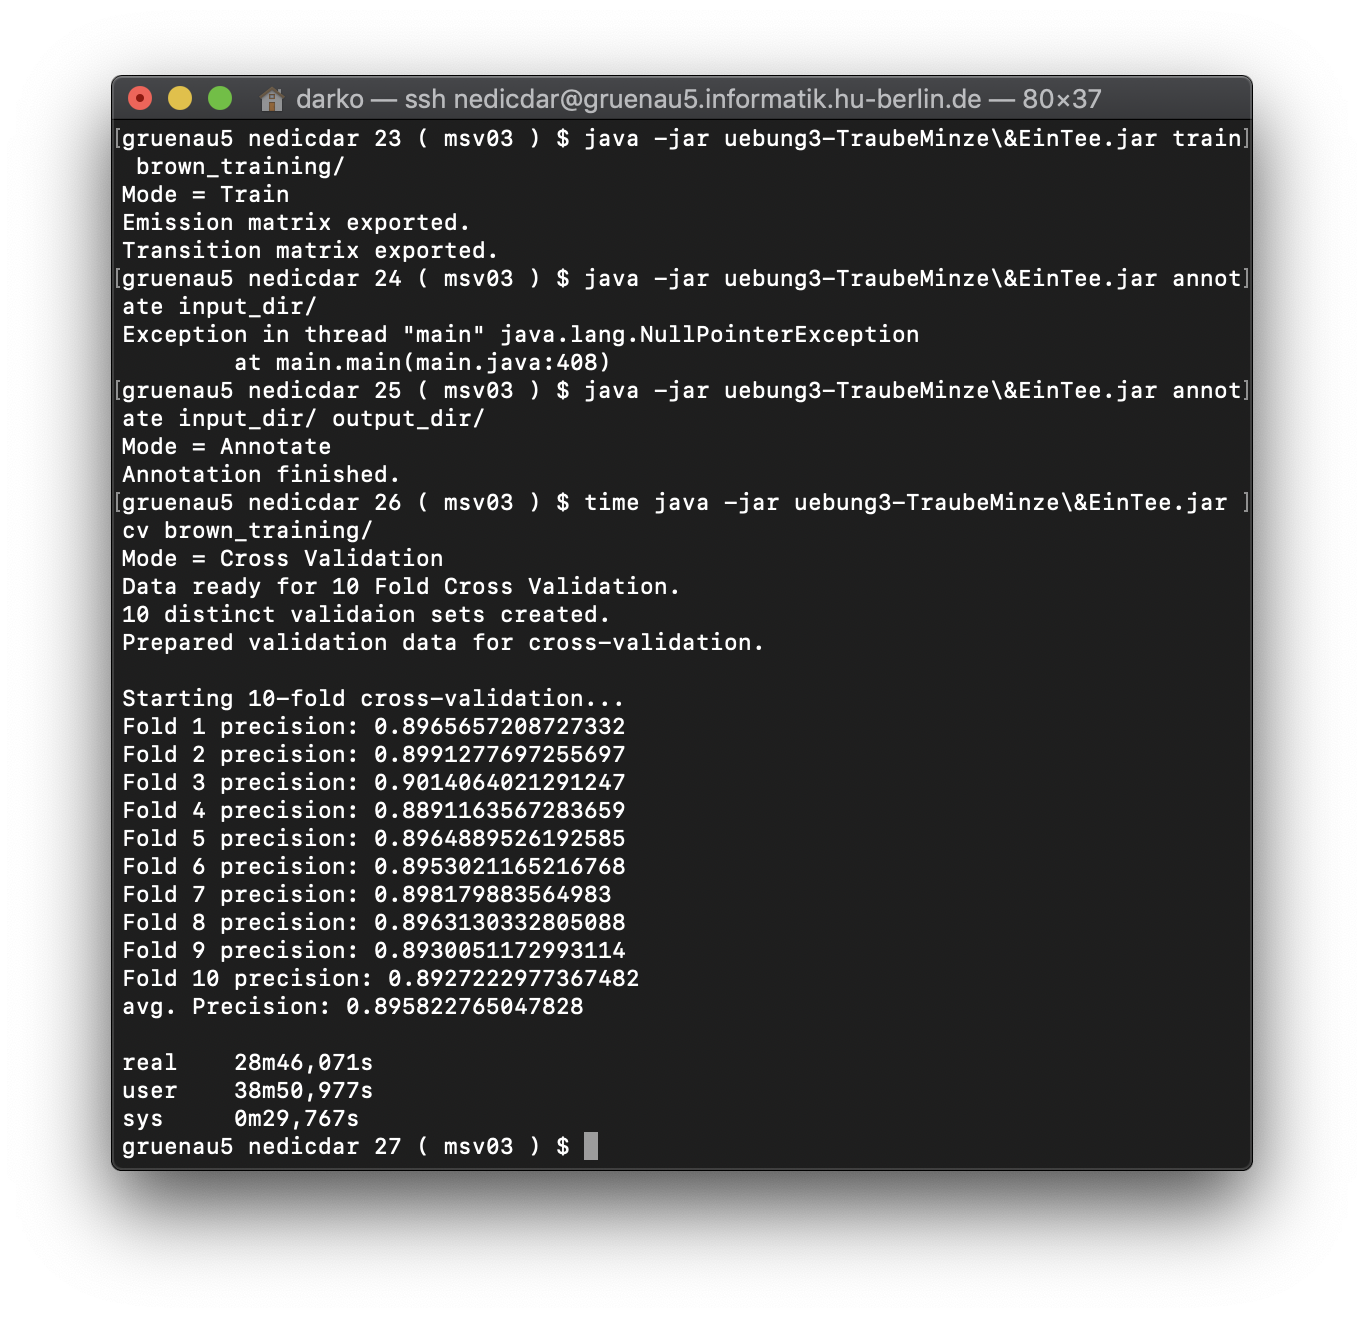 darko — ssh nedicdar@gruenau5.informatik.hu-berlin.de — 80×37
[gruenau5 nedicdar 23 ( msv03 ) $ java -jar uebung3-TraubeMinze\&EinTee.jar train]
 brown_training/
Mode = Train
Emission matrix exported.
Transition matrix exported.
[gruenau5 nedicdar 24 ( msv03 ) $ java -jar uebung3-TraubeMinze\&EinTee.jar annot]
ate input_dir/
Exception in thread "main" java.lang.NullPointerException
        at main.main(main.java:408)
[gruenau5 nedicdar 25 ( msv03 ) $ java -jar uebung3-TraubeMinze\&EinTee.jar annot]
ate input_dir/ output_dir/
Mode = Annotate
Annotation finished.
[gruenau5 nedicdar 26 ( msv03 ) $ time java -jar uebung3-TraubeMinze\&EinTee.jar ]
cv brown_training/
Mode = Cross Validation
Data ready for 10 Fold Cross Validation.
10 distinct validaion sets created.
Prepared validation data for cross-validation.

Starting 10-fold cross-validation...
Fold 1 precision: 0.8965657208727332
Fold 2 precision: 0.8991277697255697
Fold 3 precision: 0.9014064021291247
Fold 4 precision: 0.8891163567283659
Fold 5 precision: 0.8964889526192585
Fold 6 precision: 0.8953021165216768
Fold 7 precision: 0.898179883564983
Fold 8 precision: 0.8963130332805088
Fold 9 precision: 0.8930051172993114
Fold 10 precision: 0.8927222977367482
avg. Precision: 0.895822765047828

real    28m46,071s
user    38m50,977s
sys     0m29,767s
gruenau5 nedicdar 27 ( msv03 ) $